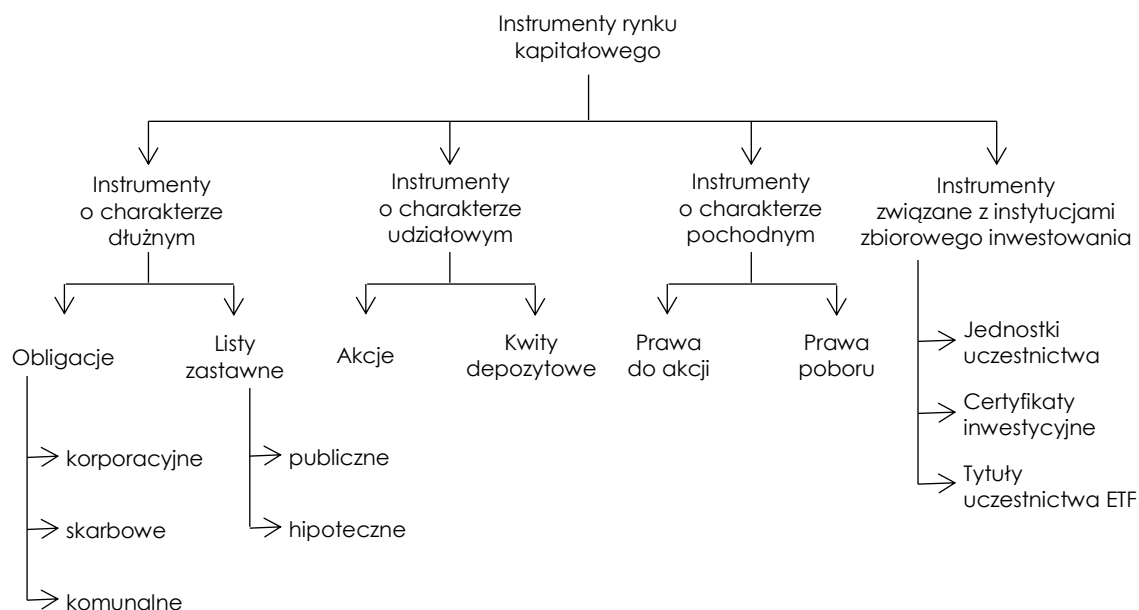 Instrumenty rynku
kapitałowego
Instrumenty
o charakterze
dłużnym
Instrumenty
o charakterze
udziałowym
Instrumenty
o charakterze
pochodnym
Instrumenty
związane z instytucjami
zbiorowego inwestowania
Obligacje
Listy
zastawne
Akcje
Kwity
depozytowe
Prawa
do akcji
Prawa
poboru
Jednostki
uczestnictwa
Certyfikaty
inwestycyjne
Tytuły
uczestnictwa ETF
korporacyjne
skarbowe
komunalne
publiczne
hipoteczne